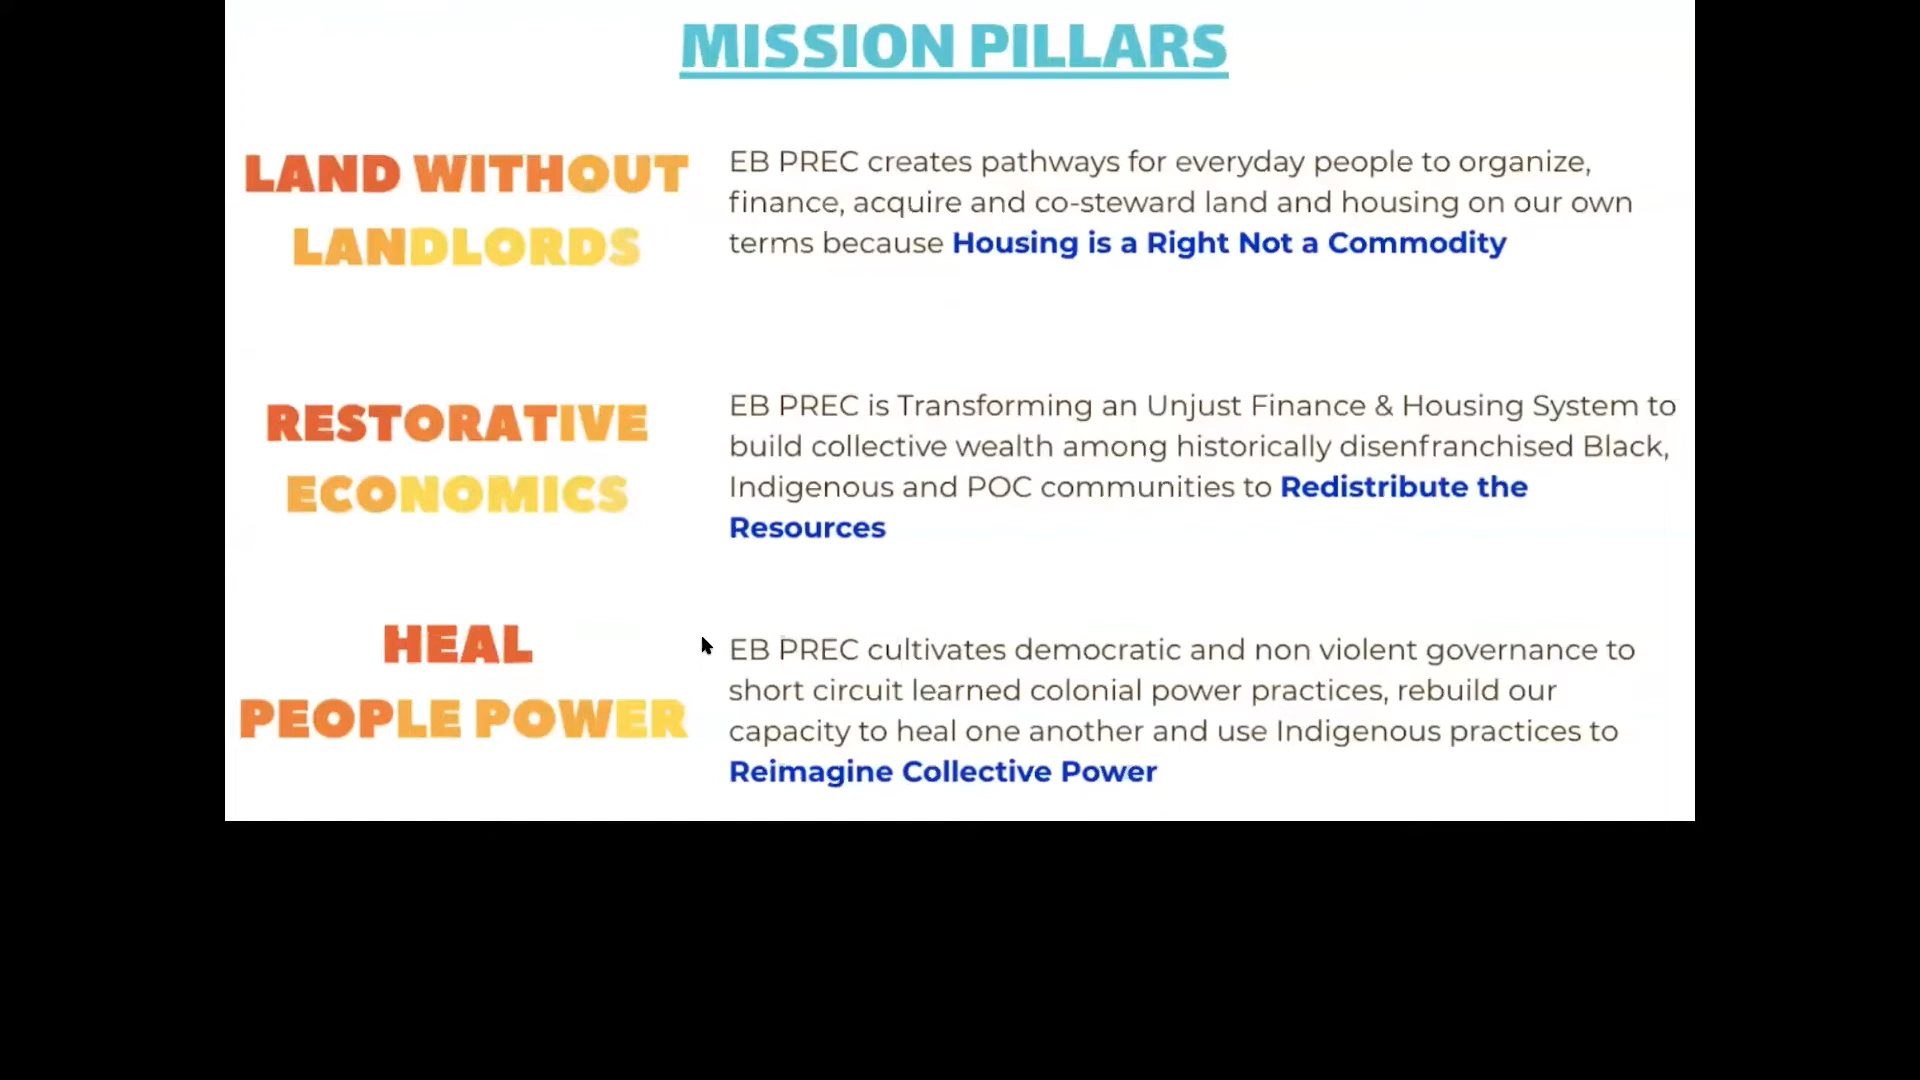 MISSION PILLARS
LAND WITHOUT
LANDLORDS
EB PREC creates pathways for everyday people to organize,
finance, acquire and co-steward land and housing on our own
terms because Housing is a Right Not a Commodity
RESTORATIVE
ECONOMICS
EB PREC is Transforming an Unjust Finance & Housing System to
build collective wealth among historically disenfranchised Black,
Indigenous and POC communities to Redistribute the
Resources
HEAL
PEOPLE POWER
EB PREC cultivates democratic and non violent governance to
short circuit learned colonial power practices, rebuild our
capacity to heal one another and use Indigenous practices to
Reimagine Collective Power